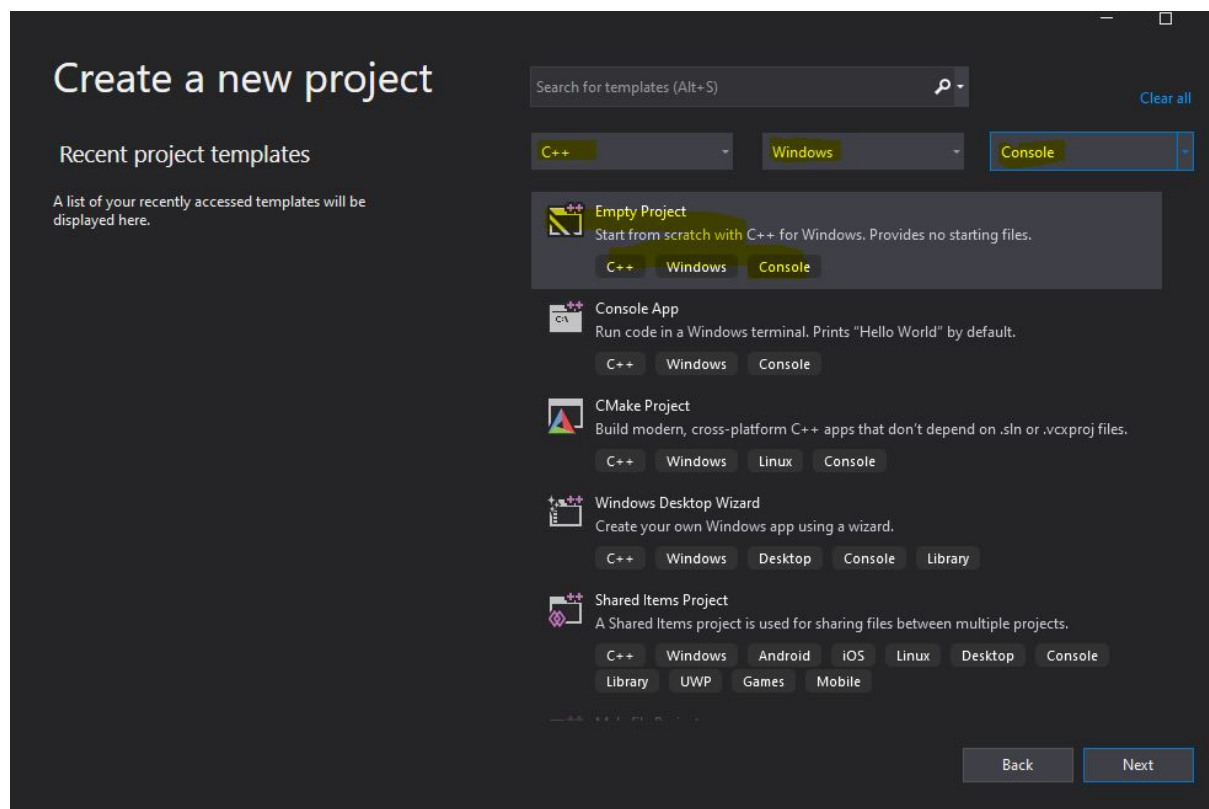 Create a new project
Search for templates (Alt+S)
Clear all
Recent project templates
C++
Windows
Console
A list of your recently accessed templates will be
displayed here.
Empty Project
Start from scratch with C++ for Windows. Provides no starting files.
C++ Windows Console
Console App
Run code in a Windows terminal. Prints "Hello World" by default.
C++ Windows Console
CMake Project
Build modern, cross-platform C++ apps that don't depend on .sln or .vcxproj files.
C++ Windows Linux Console
Windows Desktop Wizard
Create your own Windows app using a wizard.
C++ Windows Desktop Console Library
Shared Items Project
A Shared Items project is used for sharing files between multiple projects.
C++ Windows Android iOS Linux Desktop Console
Library UWP Games Mobile
Back
Next